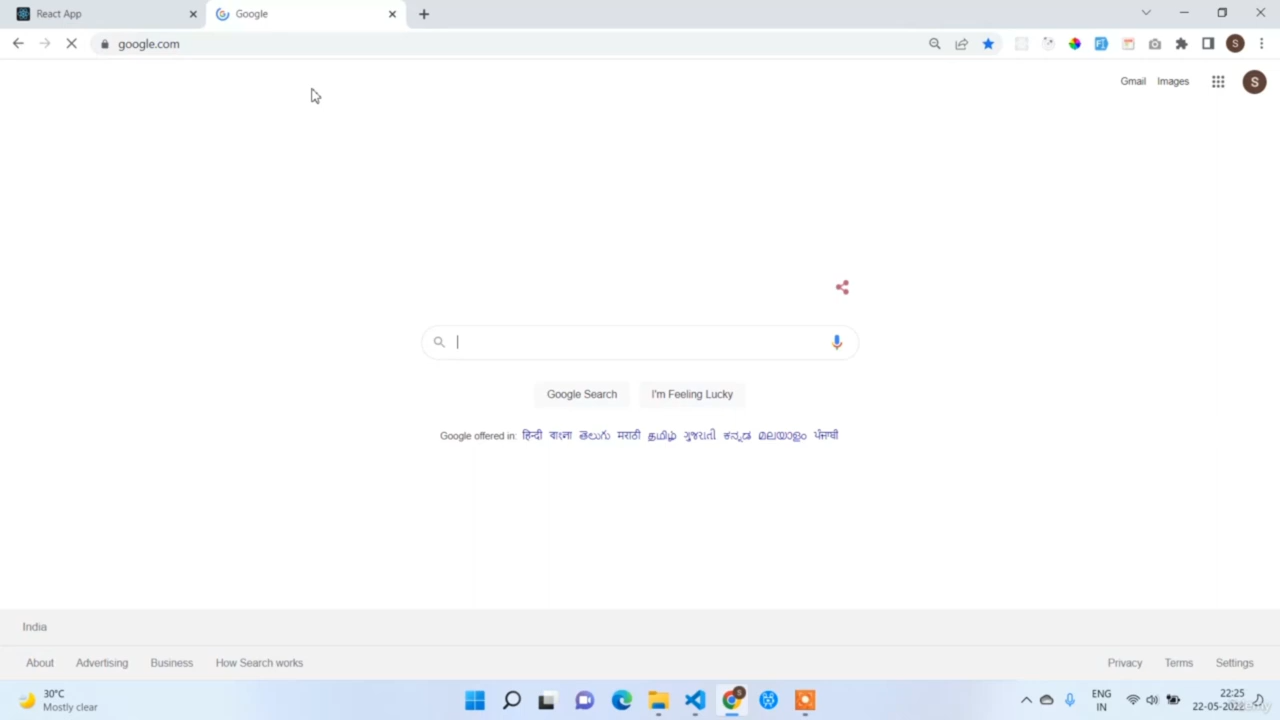 React App
Google
google.com
S
Gmail Images
S
Google Search
I'm Feeling Lucky
Google offered in: हिन्दी বাংলা తెలుగు मराठी தமிழ் ગુજરાતી ಕನ್ನಡ മലയാളം ਪੰਜਾਬੀ
India
About Advertising Business How Search works
Privacy Terms Settings
30°C
Mostly clear
ENG
IN
22:25
22-05-2022